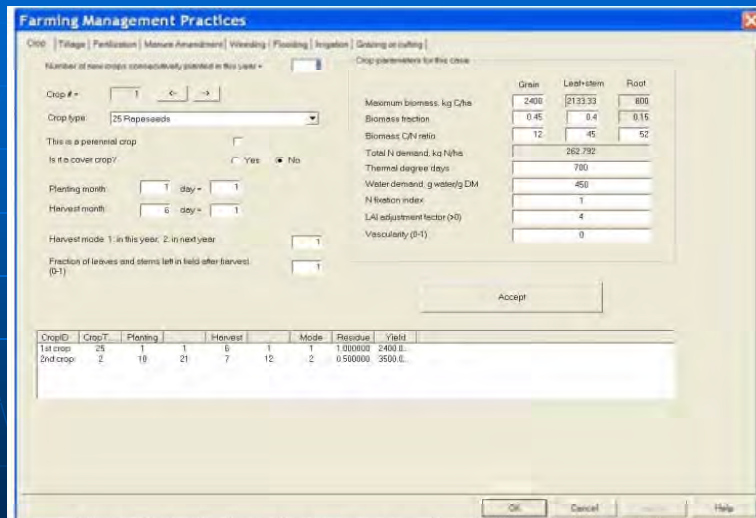 Farming Management Practices
Crop | Tillage | Fertilization | Manure Amendment | Weeding | Flooding | Irrigation | Grazing or cutting |
Number of new crops consecutively planted in this year =
Crop # = 1 <- ->
Crop type 25 Rapeseeds
This is a perennial crop
Is it a cover crop? Yes No
Planting month 1 day = 1
Harvest month 6 day = 1
Harvest mode 1: in this year; 2: in next year 1
Fraction of leaves and stems left in field after harvest 1
(0-1)
Crop parameters for this case
Grain Leaf+stem Root
Maximum biomass, kg C/ha 2400 2133.33 800
Biomass fraction 0.45 0.4 0.15
Biomass C/N ratio 12 45 52
Total N demand, kg N/ha 262.792
Thermal degree days 700
Water demand, g water/g DM 450
N fixation index 1
LAI adjustment factor (>0) 4
Vascularity (0-1) 0
Accept
CropID CropT... Planting Harvest Mode Residue Yield
1st crop 25 1 1 6 1 1 1.000000 2400.0...
2nd crop 2 10 21 7 12 2 0.500000 3500.0...
OK Cancel Help